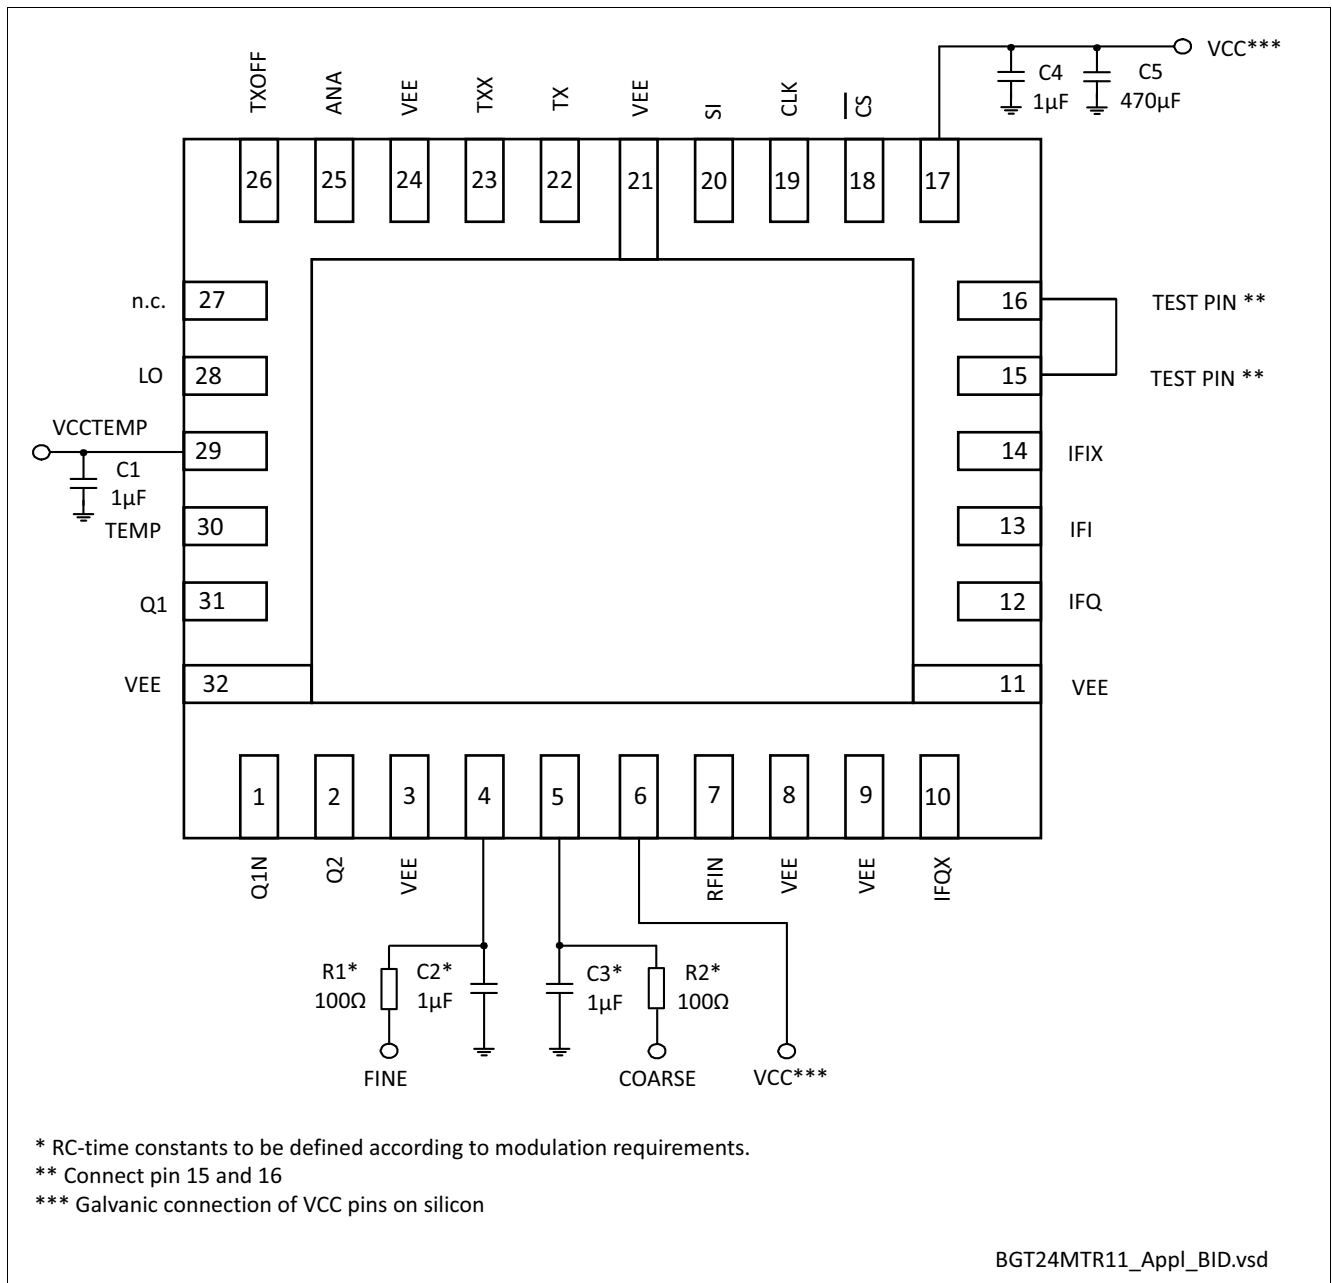 VCC***
C4
1µF
C5
470µF
TXOFF
ANA
VEE
TXX
TX
VEE
SI
CLK
CS
26
25
24
23
22
21
20
19
18
17
n.c.
27
16
TEST PIN **
LO
28
15
TEST PIN **
VCCTEMP
29
14
IFIX
C1
1µF
TEMP
30
13
IFI
Q1
31
12
IFQ
VEE
32
11
VEE
1
2
3
4
5
6
7
8
9
10
Q1N
Q2
VEE
RFIN
VEE
VEE
IFQX
R1*
100Ω
C2*
1µF
C3*
1µF
R2*
100Ω
FINE
COARSE
VCC***
* RC-time constants to be defined according to modulation requirements.
** Connect pin 15 and 16
*** Galvanic connection of VCC pins on silicon
BGT24MTR11_Appl_BID.vsd